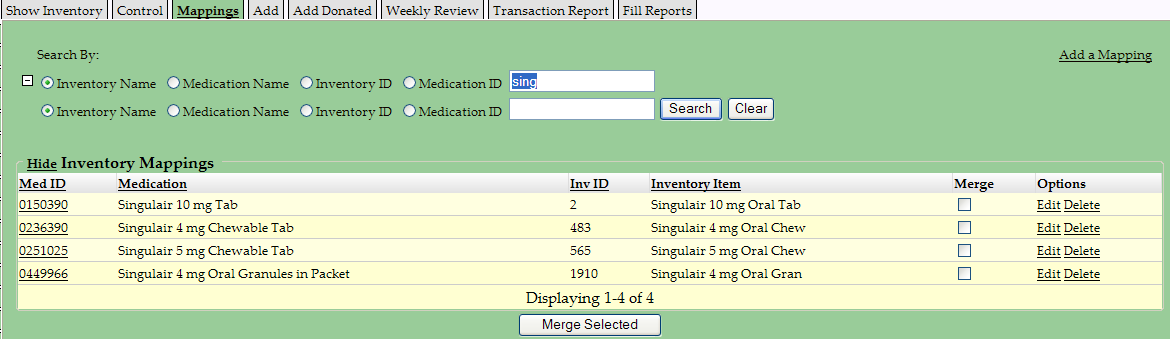 Show Inventory Control Mappings Add Add Donated Weekly Review Transaction Report Fill Reports
Search By: Add a Mapping
Inventory Name Medication Name Inventory ID Medication ID sing
Inventory Name Medication Name Inventory ID Medication ID Search Clear
Hide Inventory Mappings
Med ID Medication Inv ID Inventory Item Merge Options
0150390 Singulair 10 mg Tab 2 Singulair 10 mg Oral Tab Edit Delete
0236390 Singulair 4 mg Chewable Tab 483 Singulair 4 mg Oral Chew Edit Delete
0251025 Singulair 5 mg Chewable Tab 565 Singulair 5 mg Oral Chew Edit Delete
0449966 Singulair 4 mg Oral Granules in Packet 1910 Singulair 4 mg Oral Gran Edit Delete
Displaying 1-4 of 4
Merge Selected